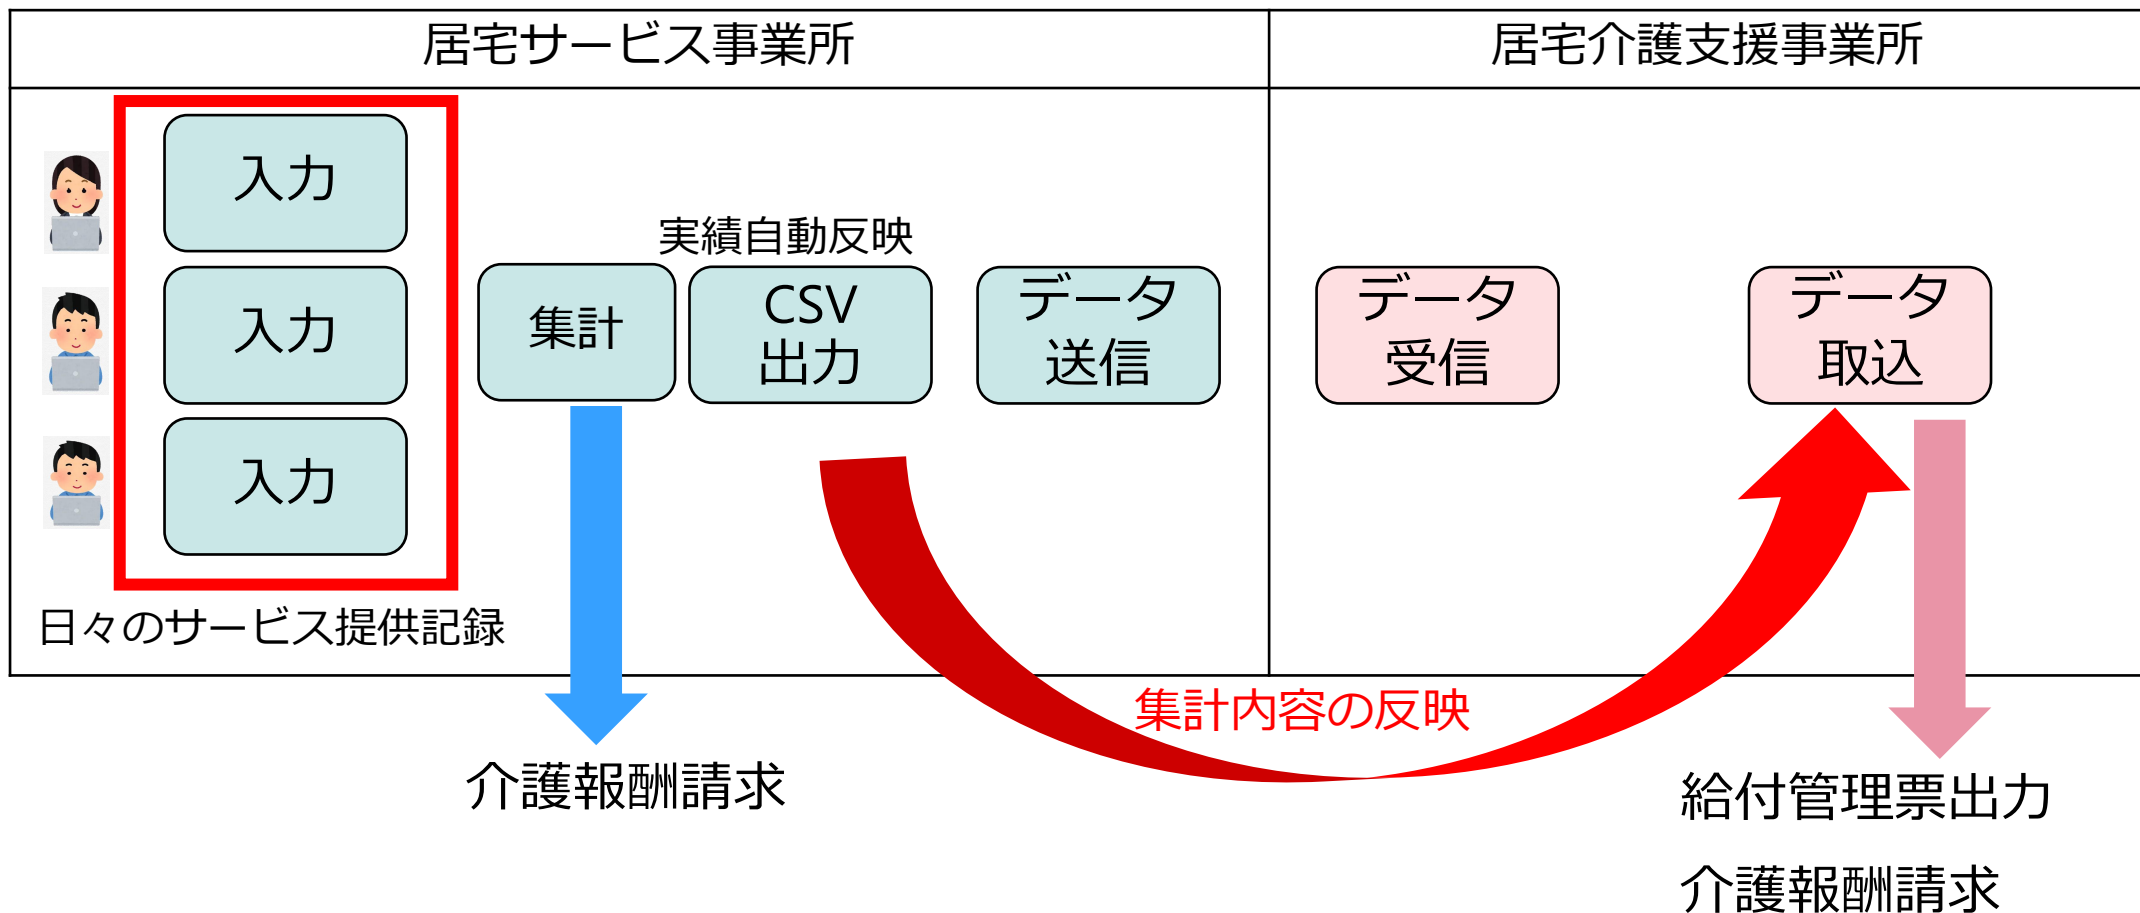 居宅サービス事業所
居宅介護支援事業所
入力
入力
入力
日々のサービス提供記録
集計
実績自動反映
CSV
出力
データ
送信
データ
受信
データ
取込
集計内容の反映
介護報酬請求
給付管理票出力
介護報酬請求